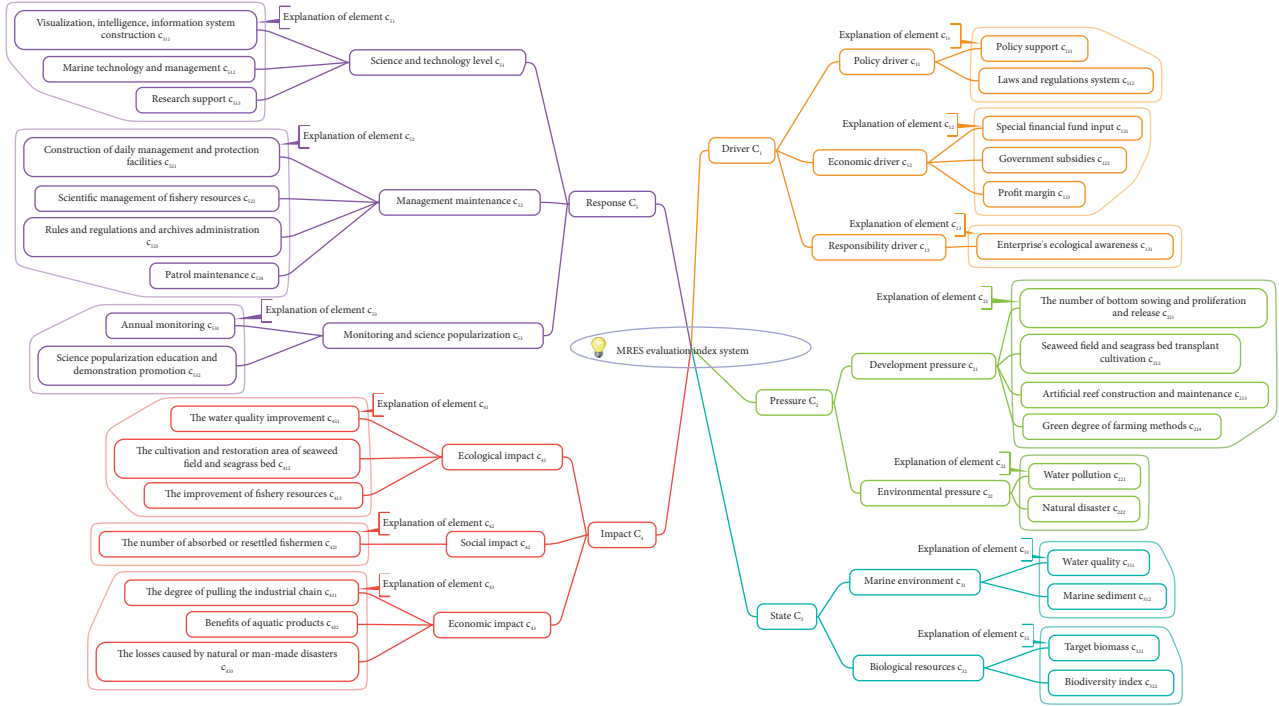 MRES evaluation index system
Driver C₁
Explanation of element c₁₁
Policy driver c₁₁
Policy support c₁₁₁
Laws and regulations system c₁₁₂
Explanation of element c₁₂
Economic driver c₁₂
Special financial fund input c₁₂₁
Government subsidies c₁₂₂
Profit margin c₁₂₃
Explanation of element c₁₃
Responsibility driver c₁₃
Enterprise's ecological awareness c₁₃₁
Pressure C₂
Explanation of element c₂₁
Development pressure c₂₁
The number of bottom sowing and proliferation
and release c₂₁₁
Seaweed field and seagrass bed transplant
cultivation c₂₁₂
Artificial reef construction and maintenance c₂₁₃
Green degree of farming methods c₂₁₄
Explanation of element c₂₂
Environmental pressure c₂₂
Water pollution c₂₂₁
Natural disaster c₂₂₂
State C₃
Explanation of element c₃₁
Marine environment c₃₁
Water quality c₃₁₁
Marine sediment c₃₁₂
Explanation of element c₃₂
Biological resources c₃₂
Target biomass c₃₂₁
Biodiversity index c₃₂₂
Impact C₄
Explanation of element c₄₁
Ecological impact c₄₁
The water quality improvement c₄₁₁
The cultivation and restoration area of seaweed
field and seagrass bed c₄₁₂
The improvement of fishery resources c₄₁₃
Explanation of element c₄₂
Social impact c₄₂
The number of absorbed or resettled fishermen c₄₂₁
Explanation of element c₄₃
Economic impact c₄₃
The degree of pulling the industrial chain c₄₃₁
Benefits of aquatic products c₄₃₂
The losses caused by natural or man-made disasters
c₄₃₃
Response C₅
Explanation of element c₅₁
Science and technology level c₅₁
Visualization, intelligence, information system
construction c₅₁₁
Marine technology and management c₅₁₂
Research support c₅₁₃
Explanation of element c₅₂
Management maintenance c₅₂
Construction of daily management and protection
facilities c₅₂₁
Scientific management of fishery resources c₅₂₂
Rules and regulations and archives administration
c₅₂₃
Patrol maintenance c₅₂₄
Explanation of element c₅₃
Monitoring and science popularization c₅₃
Annual monitoring c₅₃₁
Science popularization education and
demonstration promotion c₅₃₂